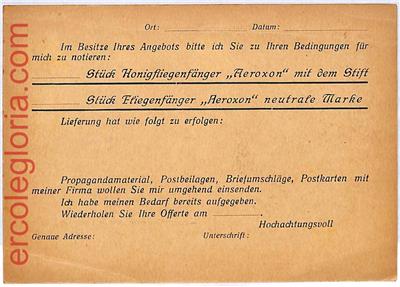 Ort: Datum:
Im Besitze Ihres Angebots bitte ich Sie zu Ihren Bedingungen für
mich zu notieren:
Stück Honigfliegenfänger „Aeroxon" mit dem Stift
Stück Fliegenfänger „Aeroxon" neutrale Marke
Lieferung hat wie folgt zu erfolgen:
Propagandamaterial, Postbeilagen, Briefumschläge, Postkarten mit
meiner Firma wollen Sie mir umgehend einsenden.
Ich habe meinen Bedarf bereits aufgegeben.
Wiederholen Sie Ihre Offerte am
Hochachtungsvoll
Genaue Adresse: Unterschrift:
ercolegloria.com